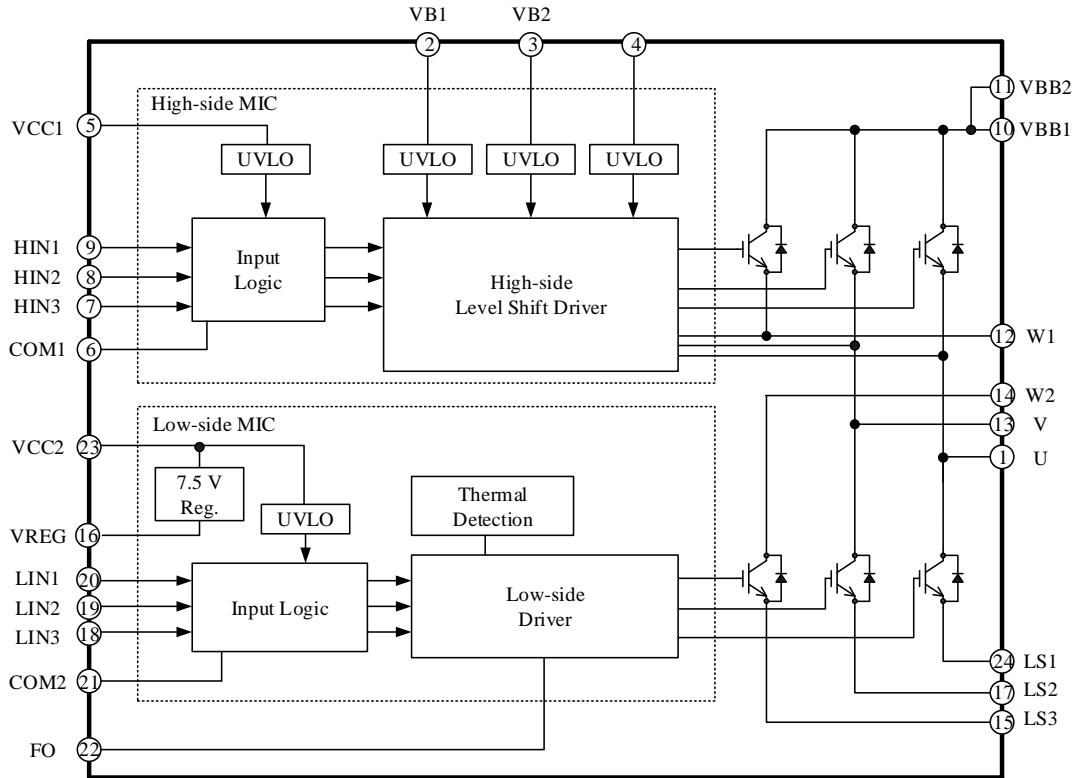 VB1
VB2
2
3
4
High-side MIC
11 VBB2
VCC1 5
10 VBB1
UVLO
UVLO
UVLO
UVLO
HIN1 9
HIN2 8
HIN3 7
COM1 6
Input
Logic
High-side
Level Shift Driver
12 W1
14 W2
13 V
1 U
Low-side MIC
VCC2 23
7.5 V
Reg.
UVLO
Thermal
Detection
VREG 16
LIN1 20
LIN2 19
LIN3 18
COM2 21
Input Logic
Low-side
Driver
24 LS1
17 LS2
15 LS3
FO 22